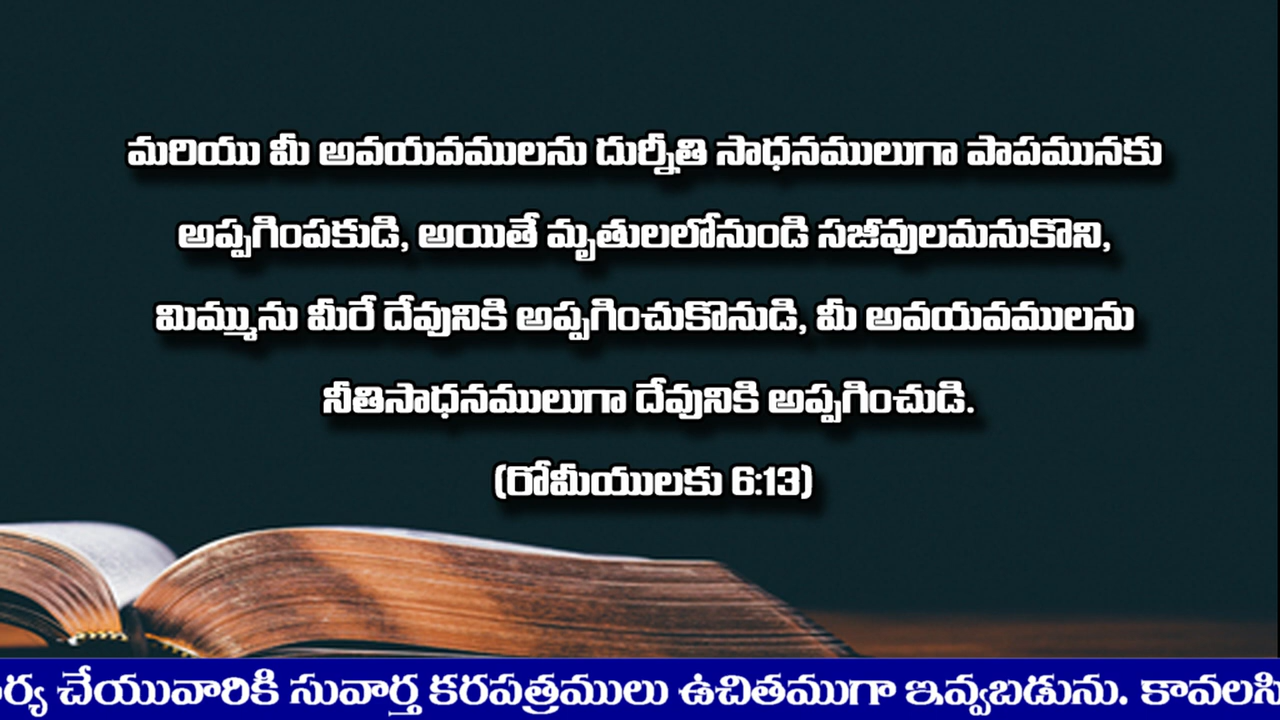 మరియు మీ అవయవములను దుర్నీతి సాధనములుగా పాపమునకు
అప్పగింపకుడి, అయితే మృతులలోనుండి సజీవులమనుకొని,
మిమ్మును మీరే దేవునికి అప్పగించుకొనుడి, మీ అవయవములను
నీతిసాధనములుగా దేవునికి అప్పగించుడి.
(రోమీయులకు 6:13)
చేయువారికి సువార్త కరపత్రములు ఉచితముగా ఇవ్వబడును.